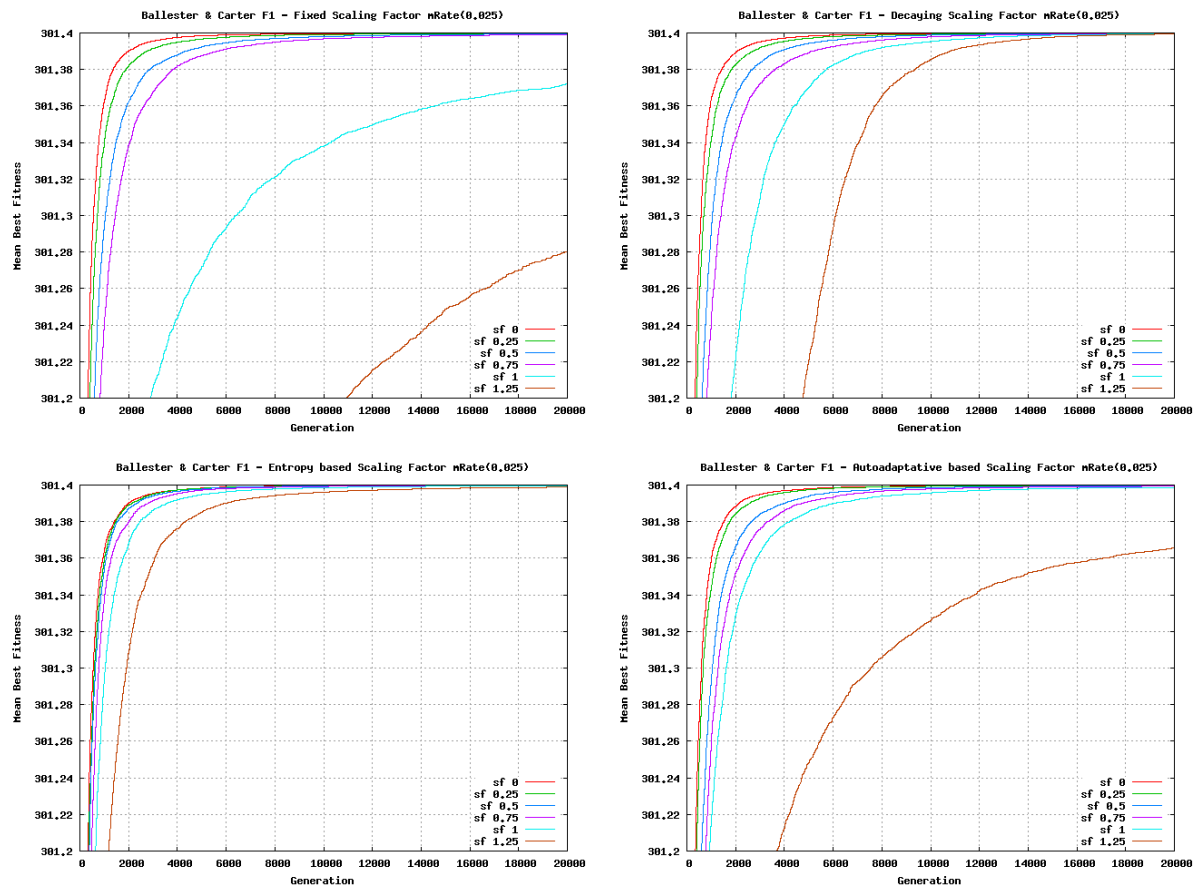 Ballester & Carter F1 - Fixed Scaling Factor mRate(0.025)
Mean Best Fitness
301.4
301.38
301.36
301.34
301.32
301.3
301.28
301.26
301.24
301.22
301.2
sf 0
sf 0.25
sf 0.5
sf 0.75
sf 1
sf 1.25
0 2000 4000 6000 8000 10000 12000 14000 16000 18000 20000
Generation
Ballester & Carter F1 - Decaying Scaling Factor mRate(0.025)
Mean Best Fitness
301.4
301.38
301.36
301.34
301.32
301.3
301.28
301.26
301.24
301.22
301.2
sf 0
sf 0.25
sf 0.5
sf 0.75
sf 1
sf 1.25
0 2000 4000 6000 8000 10000 12000 14000 16000 18000 20000
Generation
Ballester & Carter F1 - Entropy based Scaling Factor mRate(0.025)
Mean Best Fitness
301.4
301.38
301.36
301.34
301.32
301.3
301.28
301.26
301.24
301.22
301.2
sf 0
sf 0.25
sf 0.5
sf 0.75
sf 1
sf 1.25
0 2000 4000 6000 8000 10000 12000 14000 16000 18000 20000
Generation
Ballester & Carter F1 - Autoadaptative based Scaling Factor mRate(0.025)
Mean Best Fitness
301.4
301.38
301.36
301.34
301.32
301.3
301.28
301.26
301.24
301.22
301.2
sf 0
sf 0.25
sf 0.5
sf 0.75
sf 1
sf 1.25
0 2000 4000 6000 8000 10000 12000 14000 16000 18000 20000
Generation